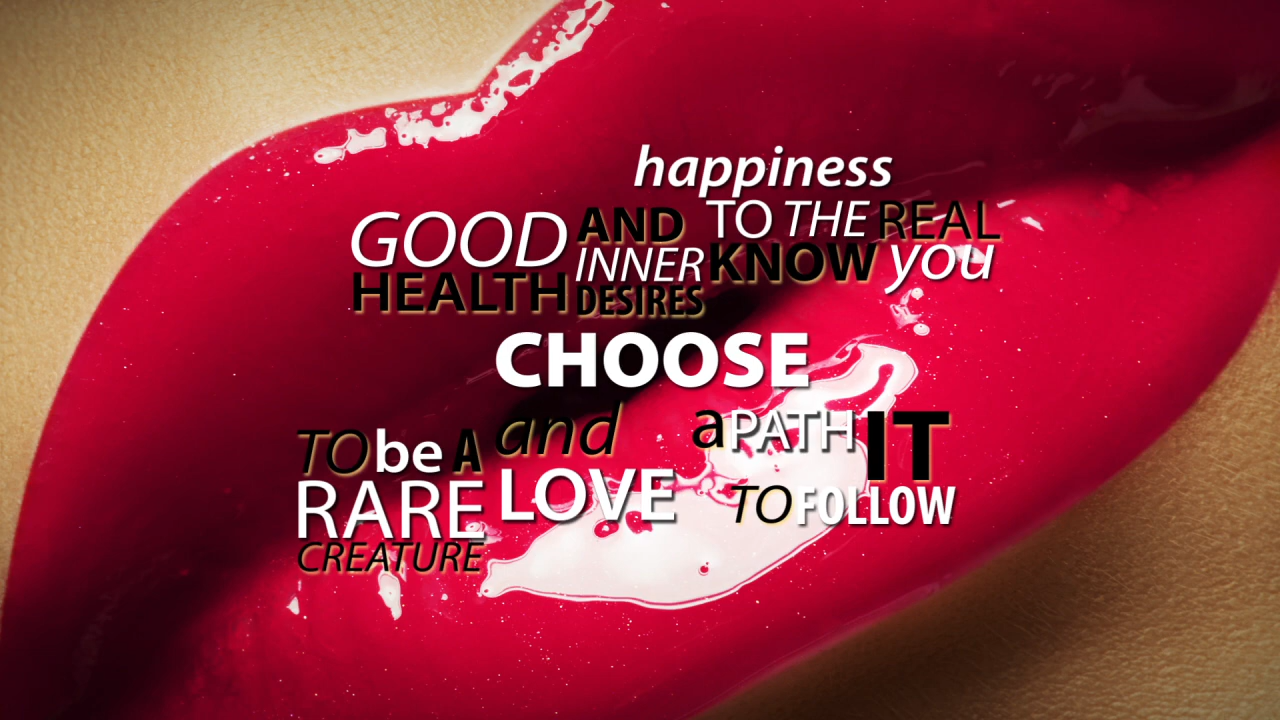 happiness
GOOD HEALTH
AND INNER DESIRES
TO THE REAL
KNOW you
CHOOSE
TO be A
RARE
CREATURE
and
LOVE
a PATH IT
TO FOLLOW